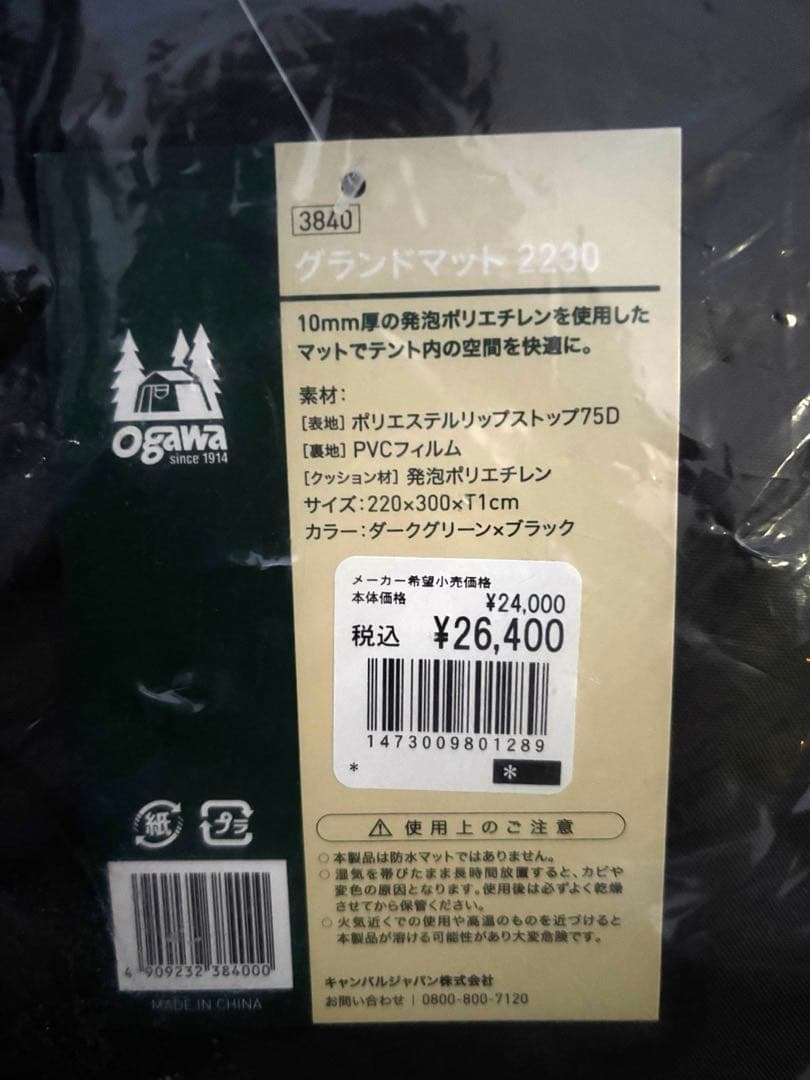 3840
グランドマット 2230
10mm厚の発泡ポリエチレンを使用した
マットでテント内の空間を快適に。
素材：
[表地] ポリエステルリップストップ75D
[裏地] PVCフィルム
[クッション材] 発泡ポリエチレン
サイズ：220×300×T1cm
カラー：ダークグリーン×ブラック
ogawa
since 1914
メーカー希望小売価格
本体価格 ¥24,000
税込 ¥26,400
1473009801289
* *
紙 プラ
⚠ 使用上のご注意
○ 本製品は防水マットではありません。
○ 湿気を帯びたまま長時間放置すると、カビや
変色の原因となります。使用後は必ずよく乾燥
させてから保管ください。
○ 火気近くでの使用や高温のものを近づけると
本製品が溶ける可能性があり大変危険です。
4 909232 384000
MADE IN CHINA
キャンパルジャパン株式会社
お問い合わせ | 0800-800-7120